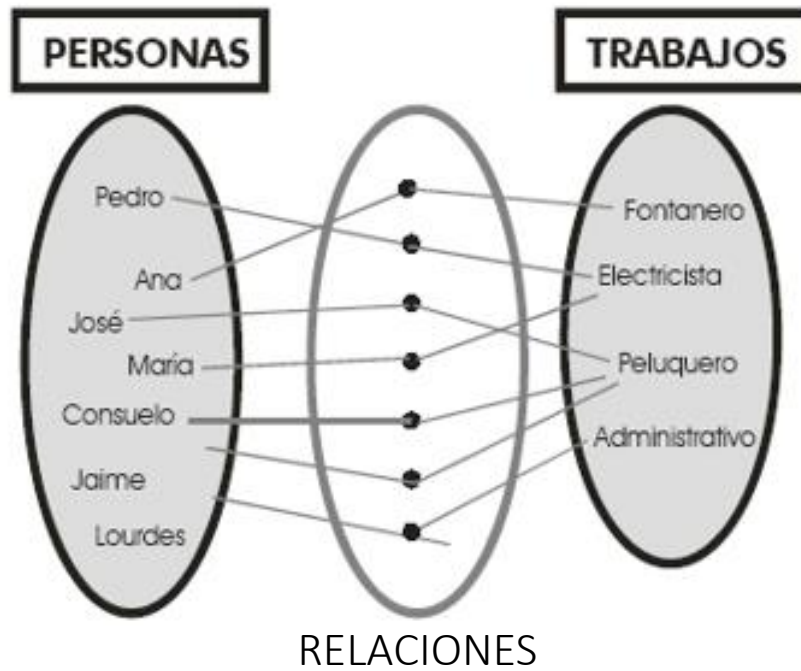 PERSONAS
TRABAJOS
Pedro
Ana
José
María
Consuelo
Jaime
Lourdes
Fontanero
Electricista
Peluquero
Administrativo
RELACIONES